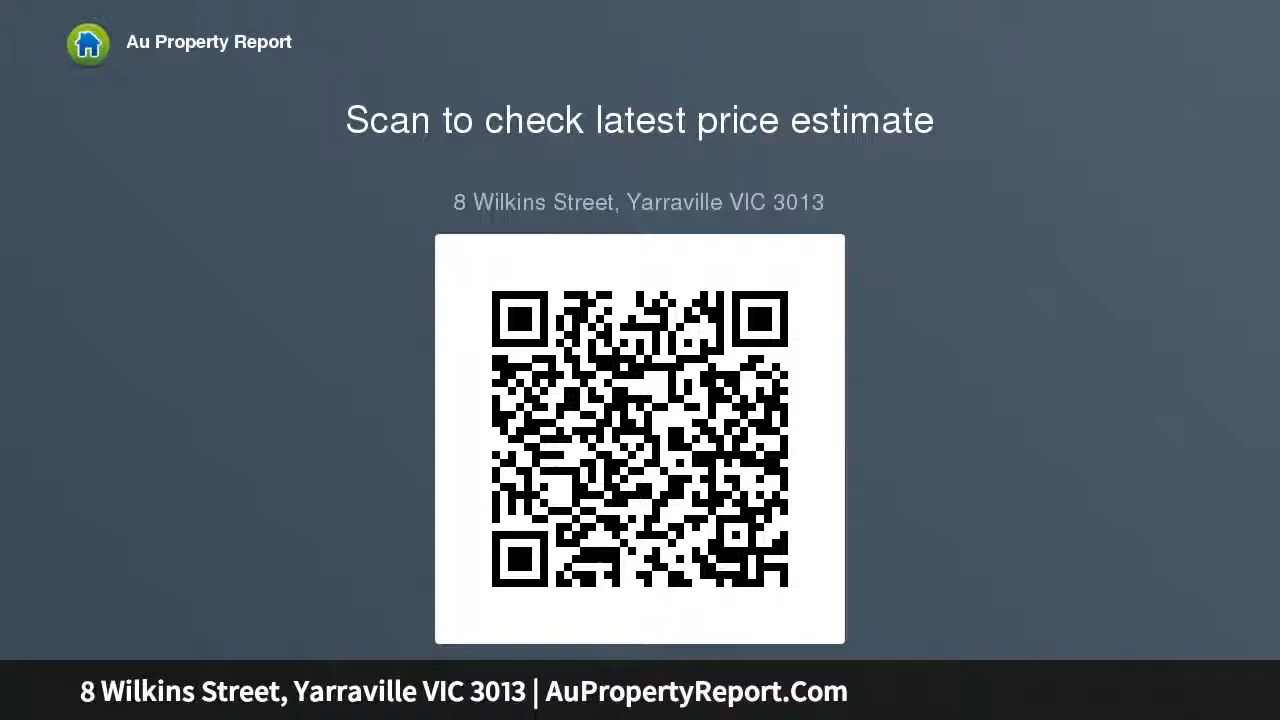 Au Property Report
Scan to check latest price estimate
8 Wilkins Street, Yarraville VIC 3013
8 Wilkins Street, Yarraville VIC 3013 | AuPropertyReport.Com